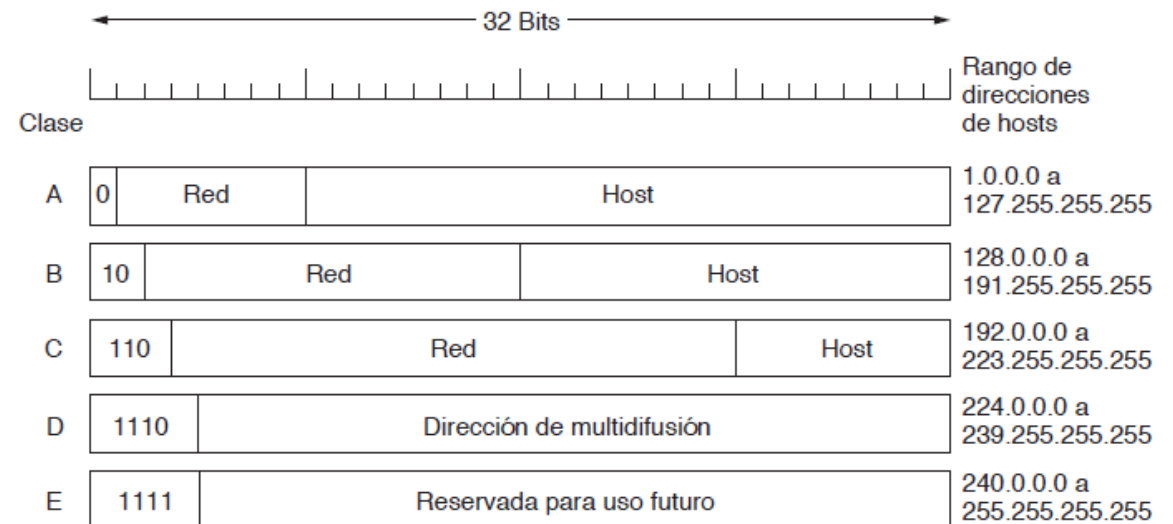 32 Bits
Rango de
direcciones
de hosts
Clase
A 0 Red Host 1.0.0.0 a
127.255.255.255
B 10 Red Host 128.0.0.0 a
191.255.255.255
C 110 Red Host 192.0.0.0 a
223.255.255.255
D 1110 Dirección de multidifusión 224.0.0.0 a
239.255.255.255
E 1111 Reservada para uso futuro 240.0.0.0 a
255.255.255.255